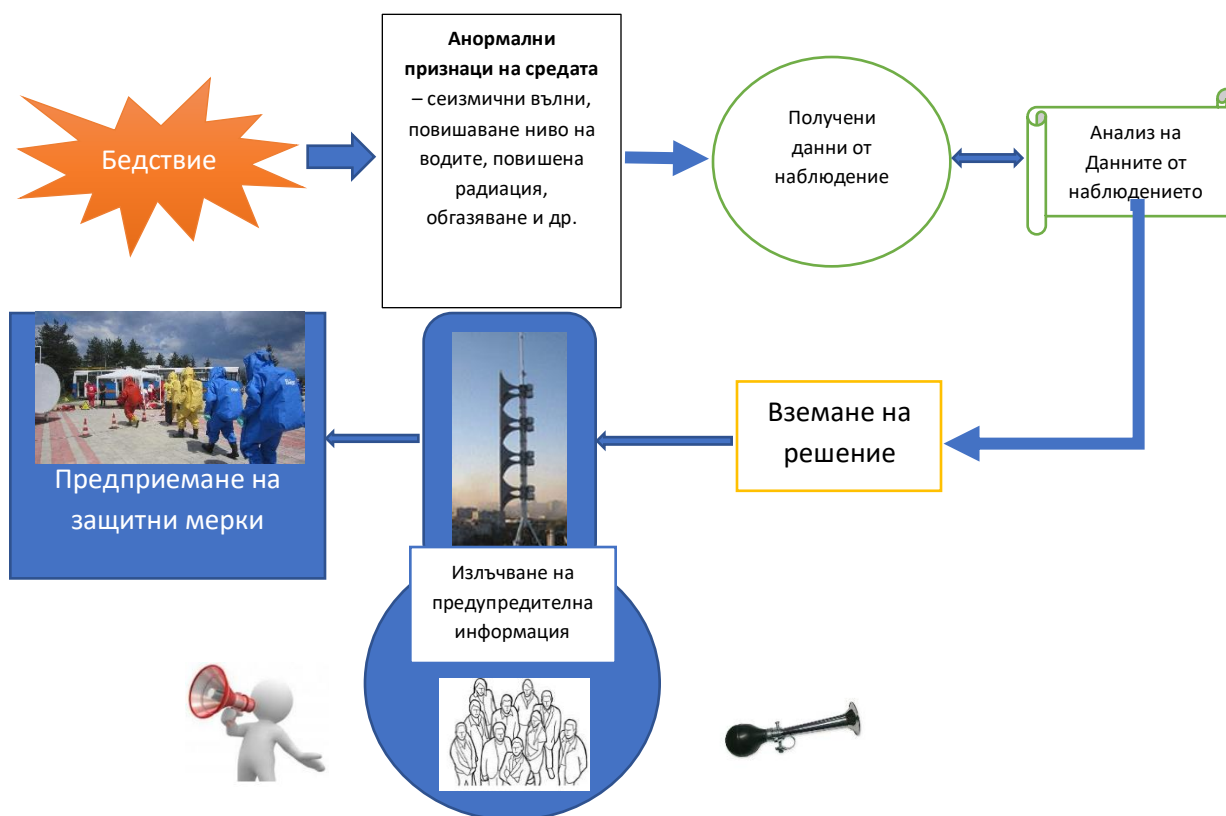 Бедствие
Анормални
признаци на средата
– сеизмични вълни,
повишаване ниво на
водите, повишена
радиация,
обгазяване и др.
Получени
данни от
наблюдение
Анализ на
Данните от
наблюдението
Вземане на
решение
Излъчване на
предупредителна
информация
Предприемане на
защитни мерки